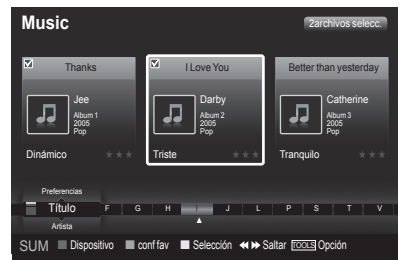 Music
2archivos selecc.
Thanks
I Love You
Better than yesterday
Jee
Album 1
2005
Pop
Darby
Album 2
2005
Pop
Catherine
Album 3
2005
Pop
Dinámico
Triste
Tranquilo
Preferencias
Título F G H I J L P S T V
Artista
SUM Dispositivo conf fav Selección Saltar TOOLS Opción